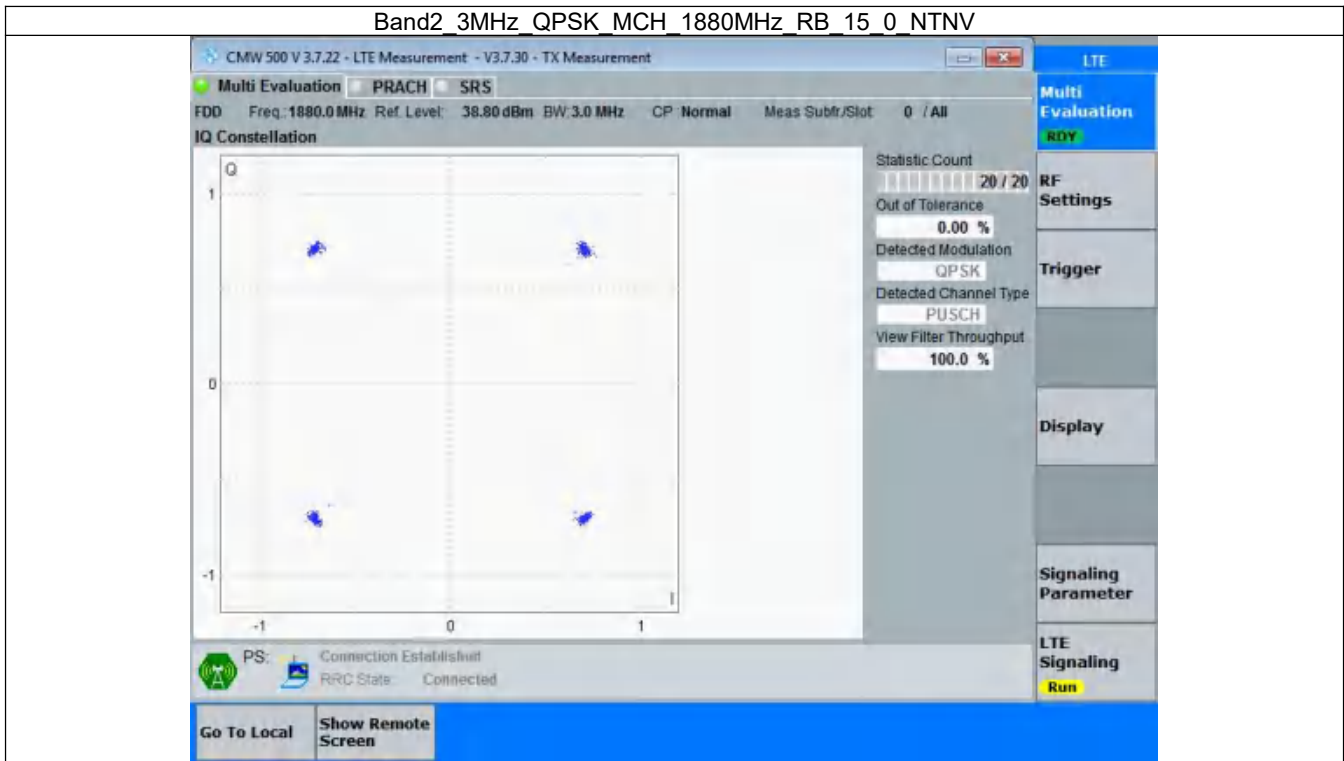 Band2_3MHz_QPSK_MCH_1880MHz_RB_15_0_NTNV
CMW 500 V 3.7.22 - LTE Measurement - V3.7.30 - TX Measurement
LTE
Multi Evaluation PRACH SRS
FDD Freq.: 1880.0 MHz Ref. Level: 38.80 dBm BW: 3.0 MHz CP: Normal Meas Subfr./Slot: 0 / All
IQ Constellation
Q
1
0
-1
I
-1 0 1
Statistic Count
20 / 20
Out of Tolerance
0.00 %
Detected Modulation
QPSK
Detected Channel Type
PUSCH
View Filter Throughput
100.0 %
Multi
Evaluation
RDY
RF
Settings
Trigger
Display
Signaling
Parameter
LTE
Signaling
Run
PS: Connection Established
RRC State: Connected
Go To Local
Show Remote
Screen